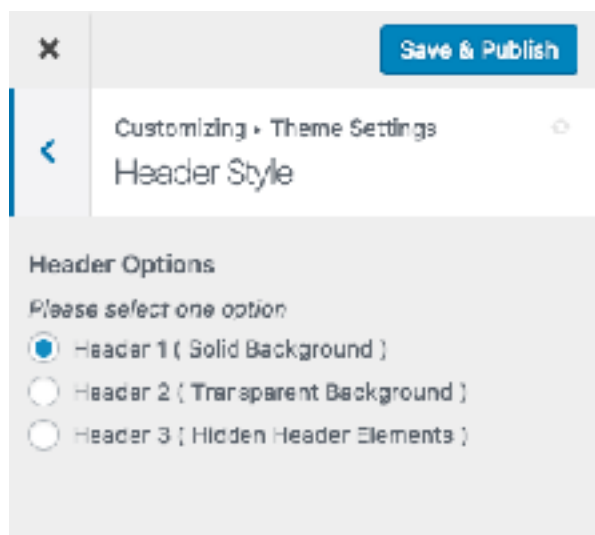 Save & Publish
Customizing ▸ Theme Settings
Header Style
Header Options
Please select one option
Header 1 ( Solid Background )
Header 2 ( Transparent Background )
Header 3 ( Hidden Header Elements )